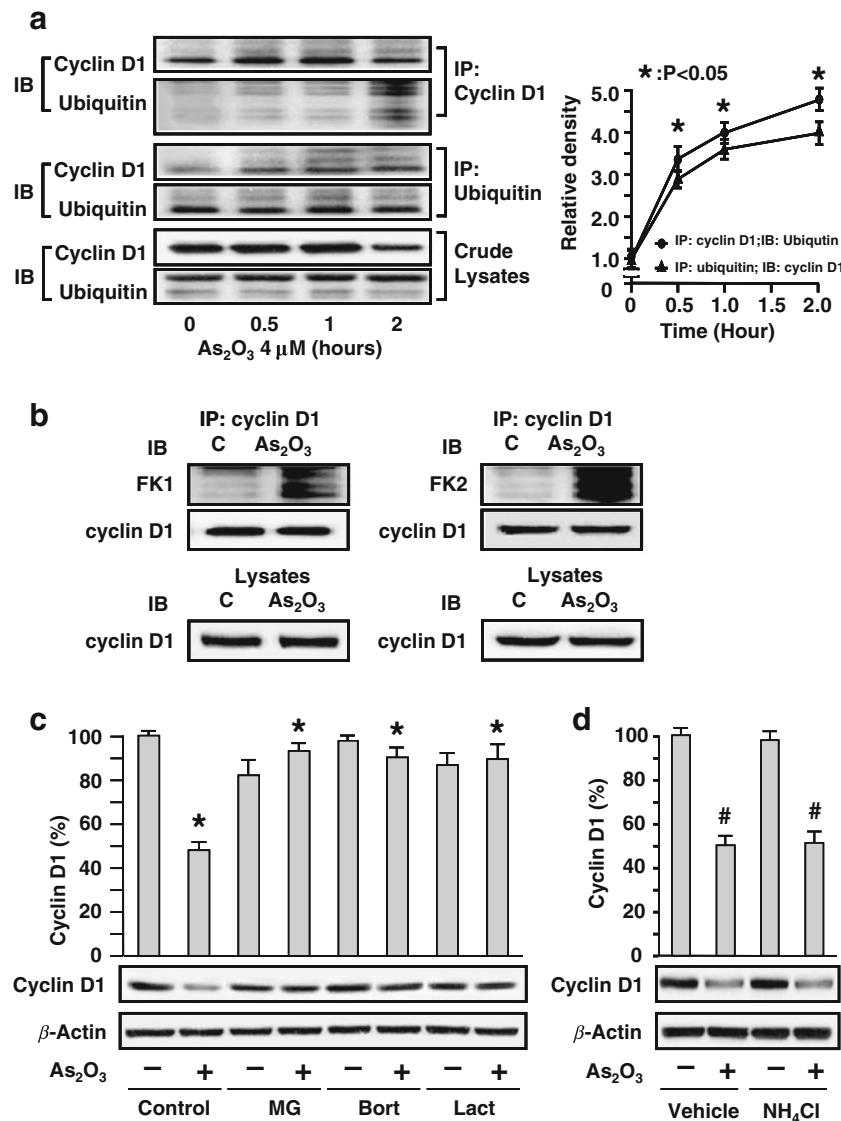 a
IB
Cyclin D1
Ubiquitin
IP:
Cyclin D1
IB
Cyclin D1
Ubiquitin
IP:
Ubiquitin
IB
Cyclin D1
Ubiquitin
Crude
Lysates
0 0.5 1 2
As₂O₃ 4 μM (hours)
*:P<0.05
* * *
Relative density
5.0
4.0
3.0
2.0
1.0
0
IP: cyclin D1;IB: Ubiqutin
IP: ubiquitin; IB: cyclin D1
0 0.5 1.0 1.0 2.0
Time (Hour)
b
IP: cyclin D1
IB C As₂O₃
FK1
cyclin D1
Lysates
IB C As₂O₃
cyclin D1
IP: cyclin D1
IB C As₂O₃
FK2
cyclin D1
Lysates
IB C As₂O₃
cyclin D1
c
Cyclin D1 (%)
100
80
60
40
20
0
* * * *
Cyclin D1
β-Actin
As₂O₃ − + − + − + − +
Control MG Bort Lact
d
Cyclin D1 (%)
100
80
60
40
20
0
# #
Cyclin D1
β-Actin
As₂O₃ − + − +
Vehicle NH₄Cl